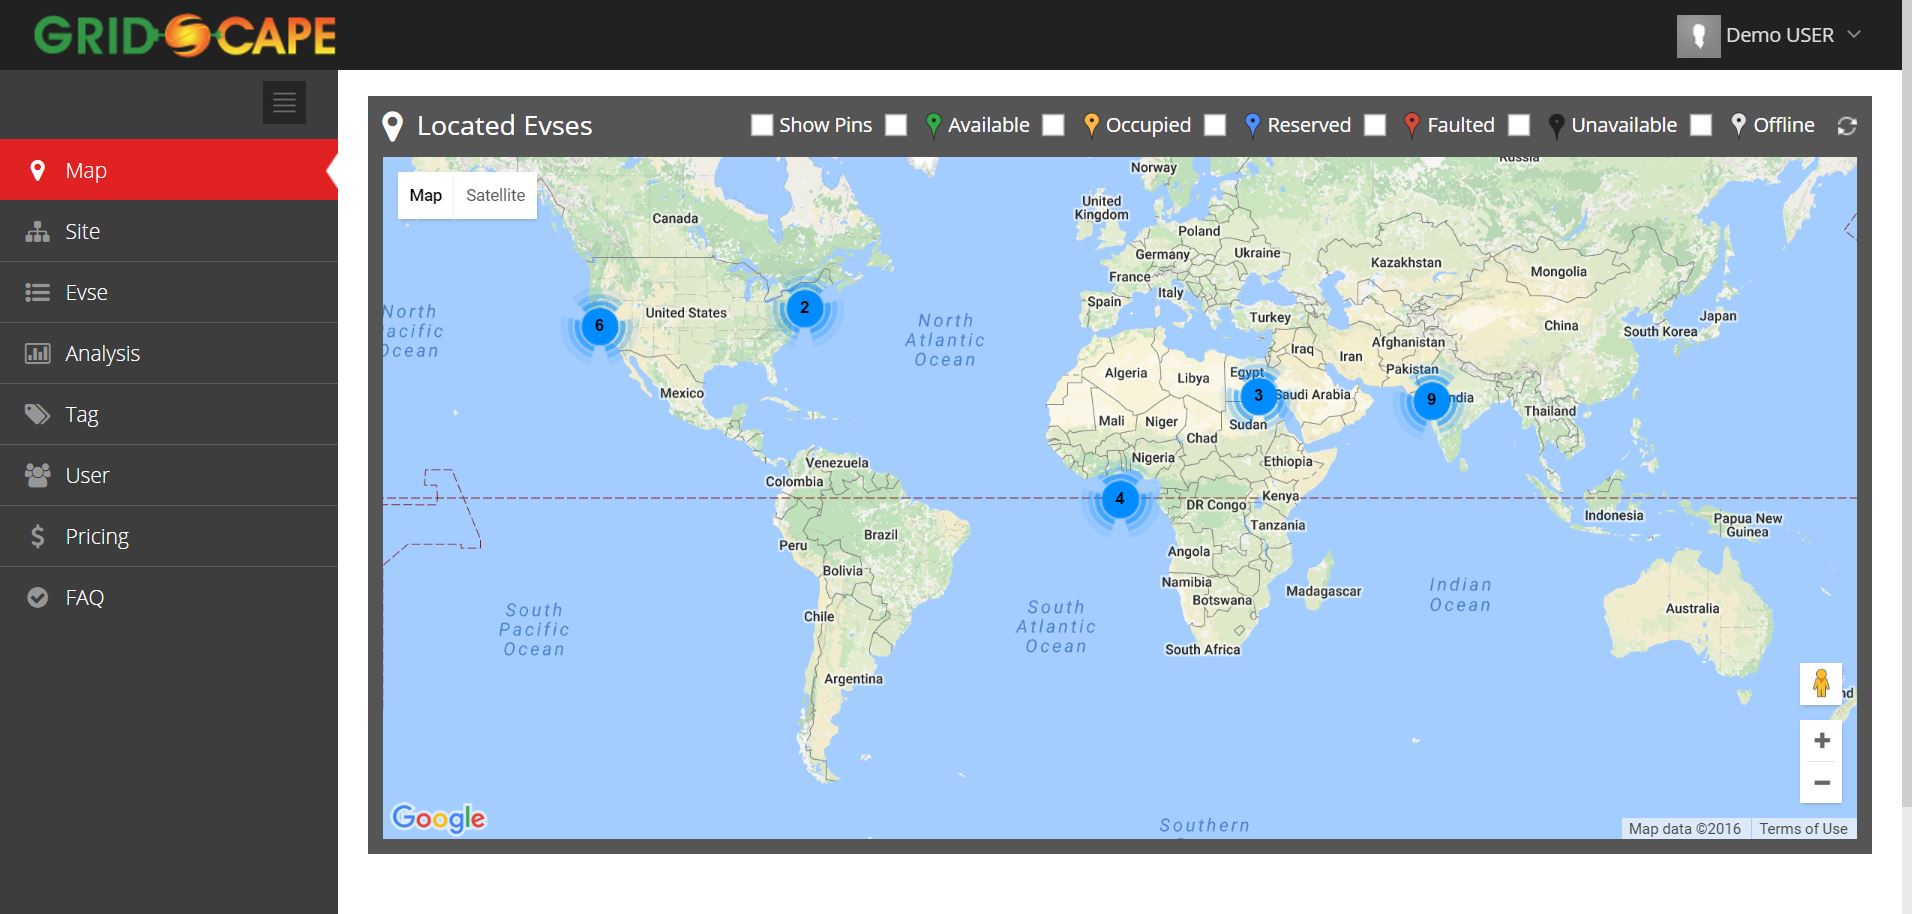 GRIDSCAPE
Demo USER
Located Evses
Show Pins
Available
Occupied
Reserved
Faulted
Unavailable
Offline
Map
Site
Evse
Analysis
Tag
User
Pricing
FAQ
Map
Satellite
Russia
Norway
Canada
United
Kingdom
Poland
Germany
Ukraine
France
Kazakhstan
Mongolia
Italy
Spain
North
acific
Ocean
6
United States
2
North
Atlantic
Ocean
Turkey
Japan
South Korea
China
Afghanistan
Iraq
Iran
Pakistan
Algeria
Libya
Egypt
3
Saudi Arabia
9
ndia
Mexico
Mali
Niger
Sudan
Thailand
Chad
Nigeria
Ethiopia
Venezuela
Colombia
4
DR Congo
Kenya
Tanzania
Indonesia
Papua New
Guinea
Brazil
Peru
Bolivia
Angola
Namibia
Botswana
Madagascar
Indian
Ocean
Australia
Chile
South
Pacific
Ocean
South
Atlantic
Ocean
South Africa
Argentina
nd
Google
Southern
Map data ©2016
Terms of Use